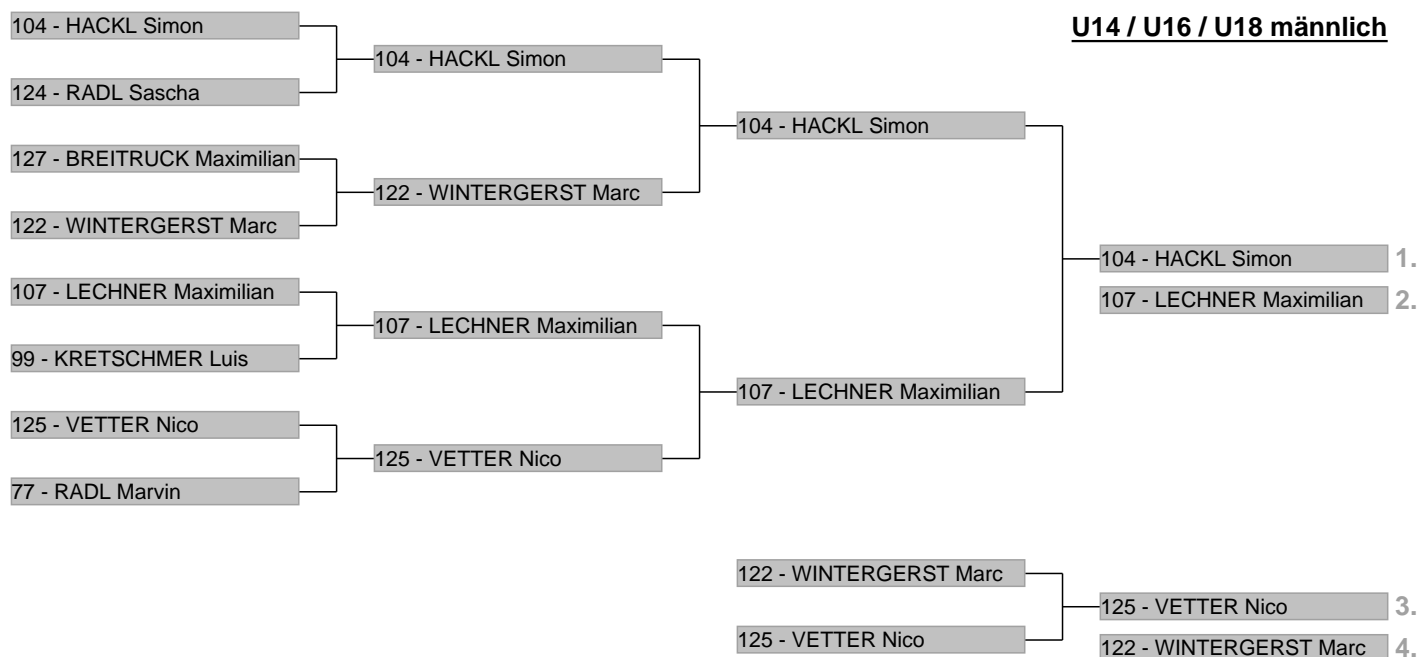 U14 / U16 / U18 männlich
104 - HACKL Simon
124 - RADL Sascha
127 - BREITRUCK Maximilian
122 - WINTERGERST Marc
107 - LECHNER Maximilian
99 - KRETSCHMER Luis
125 - VETTER Nico
77 - RADL Marvin
104 - HACKL Simon
122 - WINTERGERST Marc
107 - LECHNER Maximilian
125 - VETTER Nico
104 - HACKL Simon
107 - LECHNER Maximilian
104 - HACKL Simon 1.
107 - LECHNER Maximilian 2.
122 - WINTERGERST Marc
125 - VETTER Nico
125 - VETTER Nico 3.
122 - WINTERGERST Marc 4.